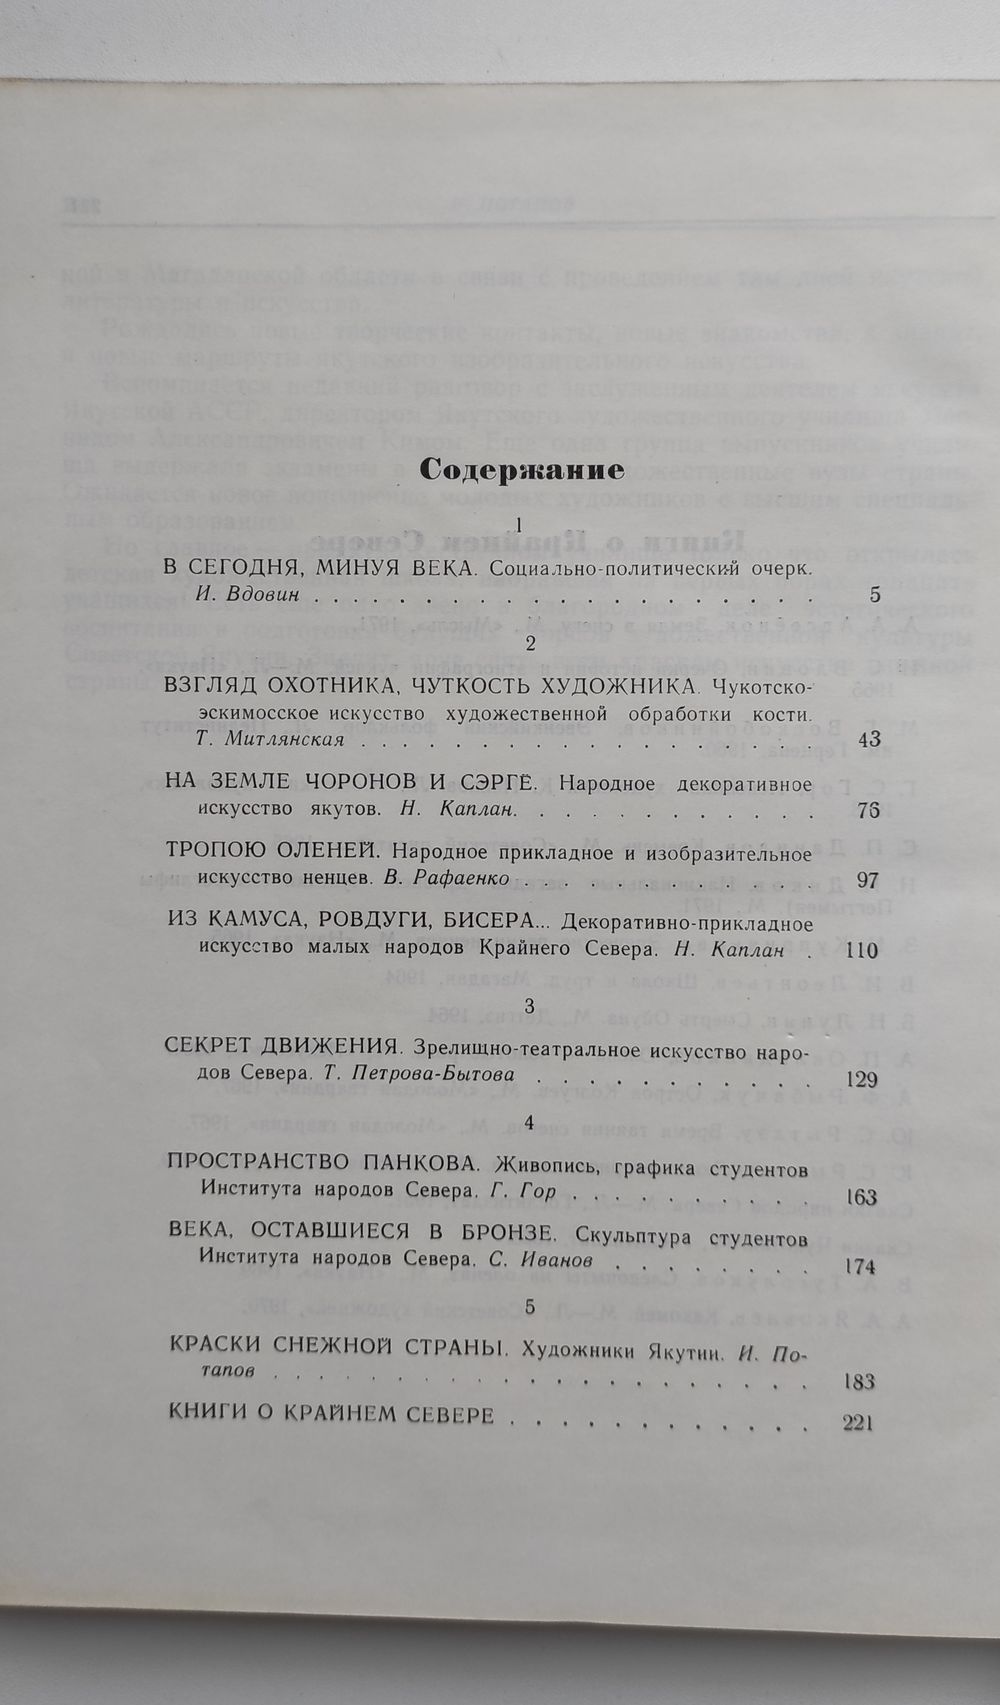 Содержание
1
В СЕГОДНЯ, МИНУЯ ВЕКА. Социально-политический очерк.
И. Вдовин . . . . . . . . . . . . . . . . . . 5
2
ВЗГЛЯД ОХОТНИКА, ЧУТКОСТЬ ХУДОЖНИКА. Чукотско-
эскимосское искусство художественной обработки кости.
Т. Митлянская . . . . . . . . . . . . . . . . 43
НА ЗЕМЛЕ ЧОРОНОВ И СЭРГЕ. Народное декоративное
искусство якутов. Н. Каплан. . . . . . . . . . . 76
ТРОПОЮ ОЛЕНЕЙ. Народное прикладное и изобразительное
искусство ненцев. В. Рафаенко . . . . . . . . . . 97
ИЗ КАМУСА, РОВДУГИ, БИСЕРА... Декоративно-прикладное
искусство малых народов Крайнего Севера. Н. Каплан . 110
3
СЕКРЕТ ДВИЖЕНИЯ. Зрелищно-театральное искусство наро-
дов Севера. Т. Петрова-Бытова . . . . . . . . . . 129
4
ПРОСТРАНСТВО ПАНКОВА. Живопись, графика студентов
Института народов Севера. Г. Гор . . . . . . . . . 163
ВЕКА, ОСТАВШИЕСЯ В БРОНЗЕ. Скульптура студентов
Института народов Севера. С. Иванов . . . . . . . 174
5
КРАСКИ СНЕЖНОЙ СТРАНЫ. Художники Якутии. И. По-
тапов . . . . . . . . . . . . . . . . . . 183
КНИГИ О КРАЙНЕМ СЕВЕРЕ . . . . . . . . . . . . 221